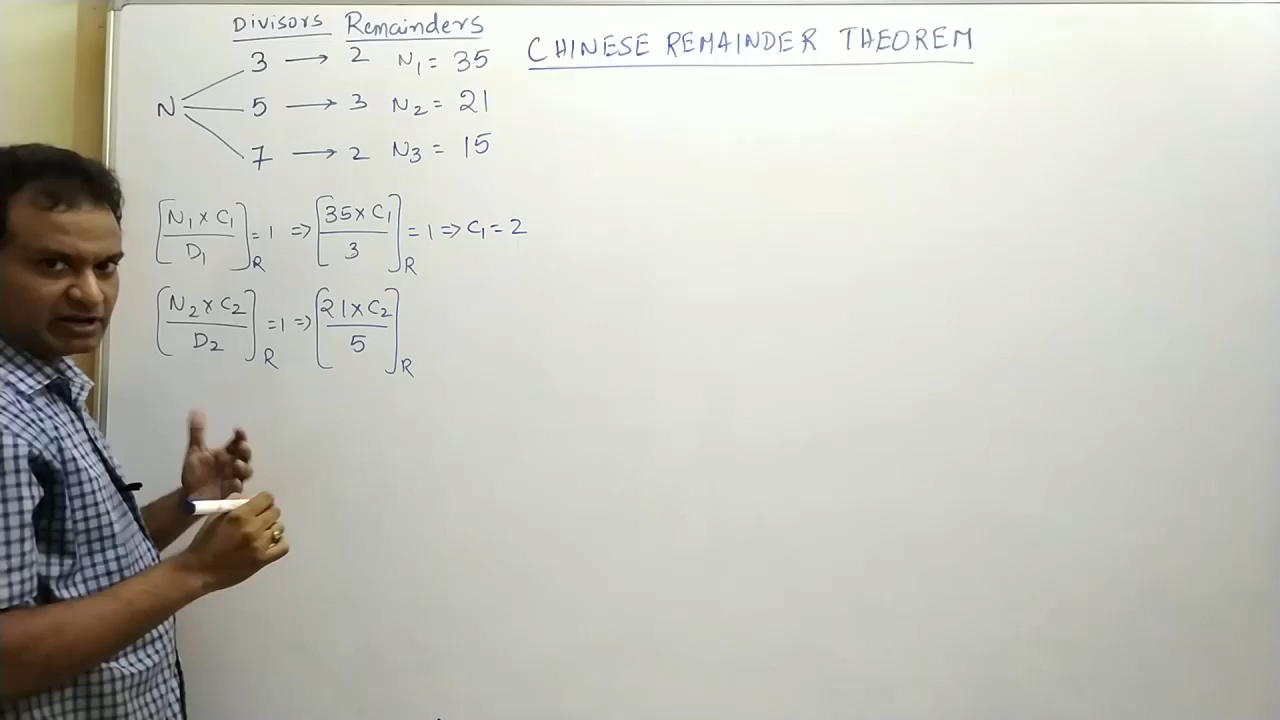 Divisors Remainders
CHINESE REMAINDER THEOREM
3 → 2 N₁ = 35
N 5 → 3 N₂ = 21
7 → 2 N₃ = 15
[N₁ × C₁ / D₁]R = 1 => [35 × C₁ / 3]R = 1 => C₁ = 2
[N₂ × C₂ / D₂]R = 1 => [21 × C₂ / 5]R